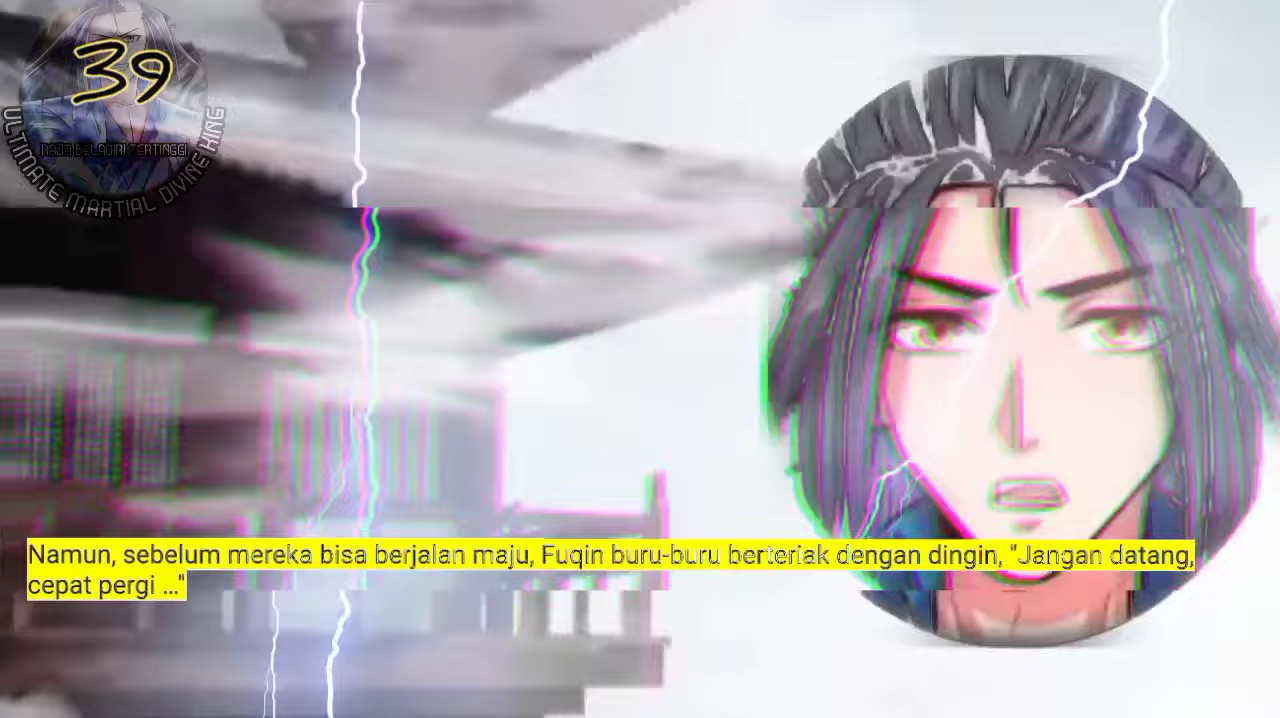 39
RAJA BELADIRI TERTINGGI
ULTIMATE MARTIAL DIVINE KING
Namun, sebelum mereka bisa berjalan maju, Fuqin buru-buru berteriak dengan dingin, "Jangan datang,
cepat pergi ..."